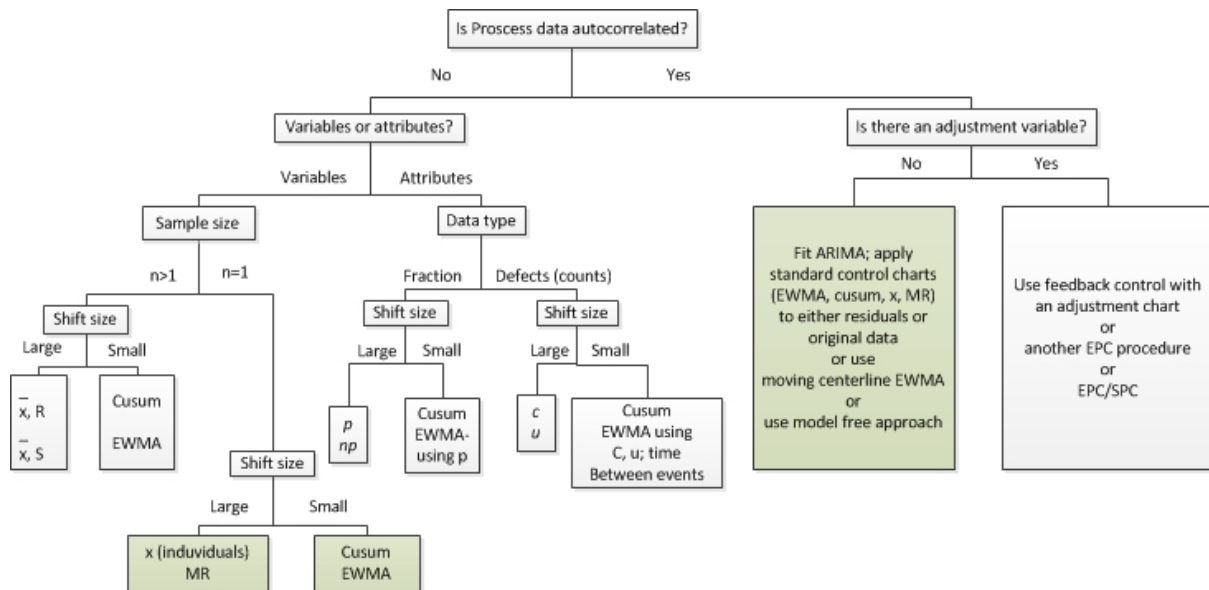 Is Proscess data autocorrelated?
No
Yes
Variables or attributes?
Is there an adjustment variable?
Variables
Attributes
No
Yes
Sample size
Data type
n>1
n=1
Fraction
Defects (counts)
Shift size
Shift size
Shift size
Large
Small
Large
Small
Large
Small
x̅, R
x̅, S
Cusum
EWMA
p
np
Cusum
EWMA-
using p
c
u
Cusum
EWMA using
C, u; time
Between events
Fit ARIMA; apply
standard control charts
(EWMA, cusum, x, MR)
to either residuals or
original data
or use
moving centerline EWMA
or
use model free approach
Use feedback control with
an adjustment chart
or
another EPC procedure
or
EPC/SPC
Shift size
Large
Small
x (induviduals)
MR
Cusum
EWMA